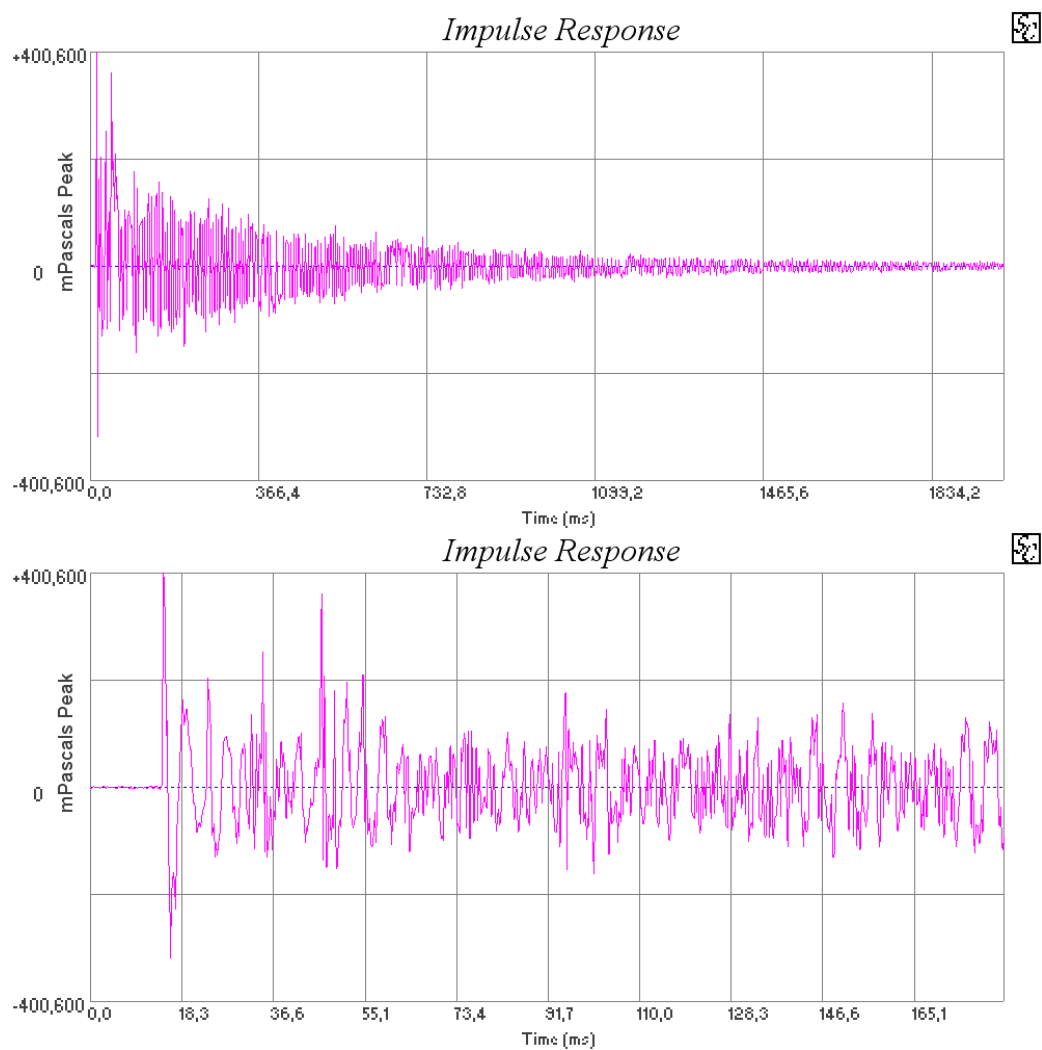 Impulse Response
+400,600
mPascals Peak
0
-400,600
0,0 366,4 732,8 1099,2 1465,6 1834,2
Time (ms)
Impulse Response
+400,600
mPascals Peak
0
-400,600
0,0 18,3 36,6 55,1 73,4 91,7 110,0 128,3 146,6 165,1
Time (ms)